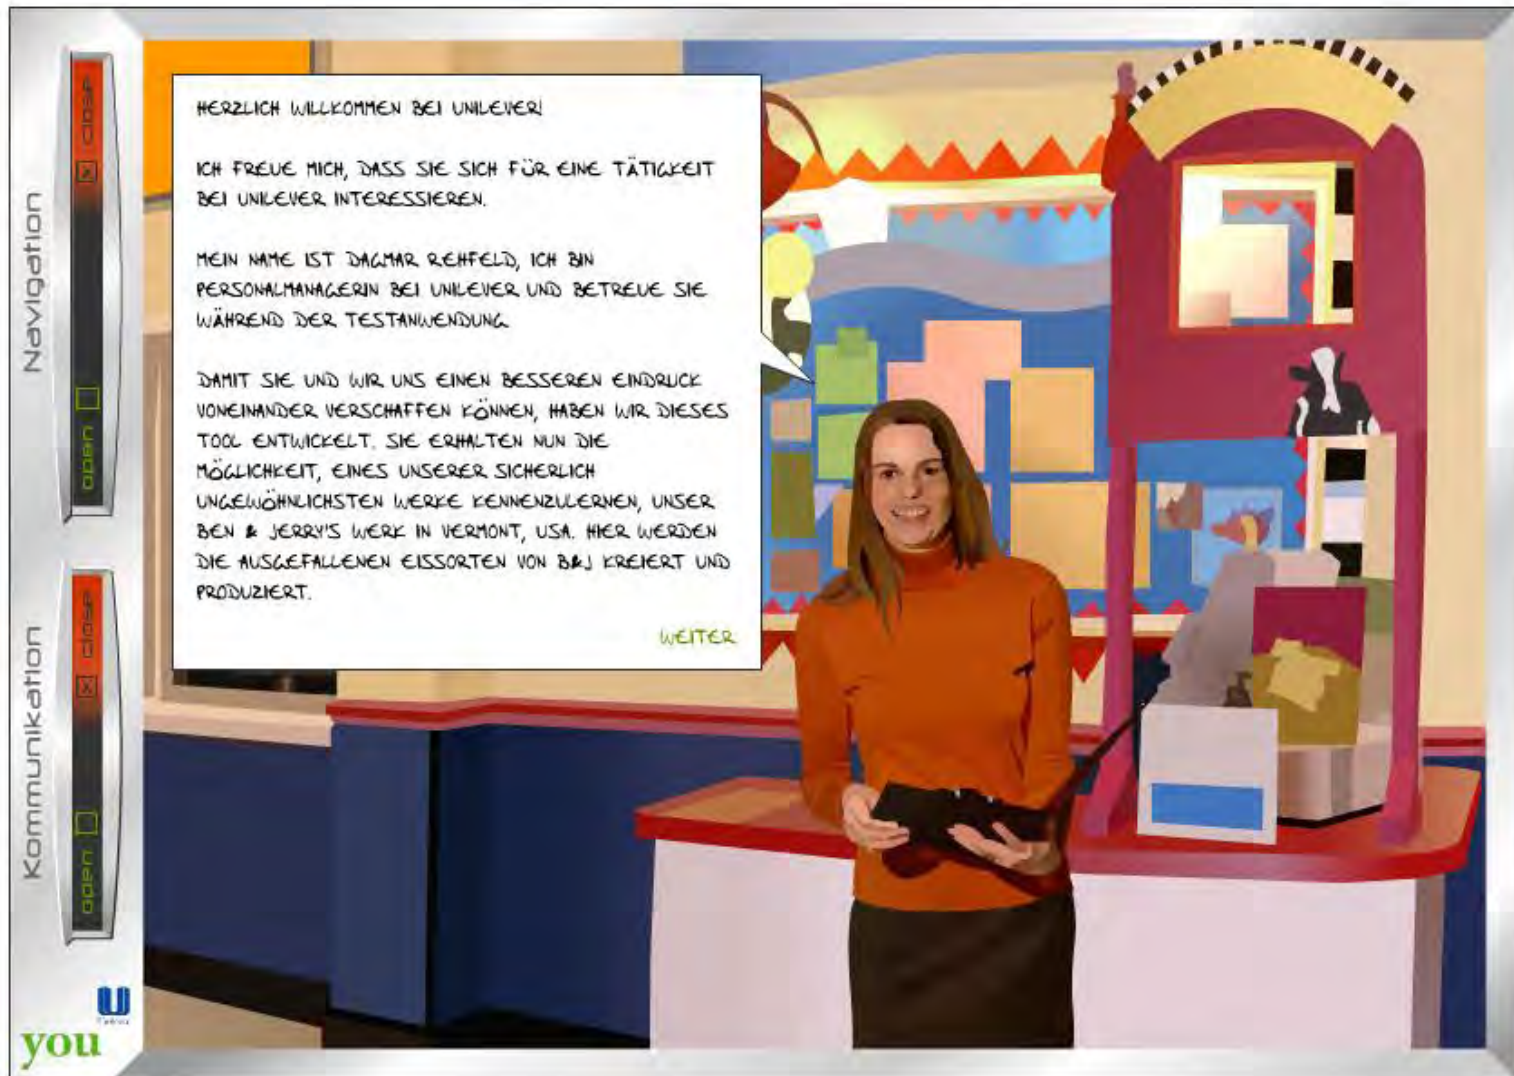 HERZLICH WILLKOMMEN BEI UNILEVER!
ICH FREUE MICH, DASS SIE SICH FÜR EINE TÄTIGKEIT
BEI UNILEVER INTERESSIEREN.
MEIN NAME IST DAGMAR REHFELD, ICH BIN
PERSONALMANAGERIN BEI UNILEVER UND BETREUE SIE
WÄHREND DER TESTANWENDUNG
DAMIT SIE UND WIR UNS EINEN BESSEREN EINDRUCK
VONEINANDER VERSCHAFFEN KÖNNEN, HABEN WIR DIESES
TOOL ENTWICKELT. SIE ERHALTEN NUN DIE
MÖGLICHKEIT, EINES UNSERER SICHERLICH
UNGEWÖHNLICHSTEN WERKE KENNENZULERNEN, UNSER
BEN & JERRY'S WERK IN VERMONT, USA. HIER WERDEN
DIE AUSGEFALLENEN EISSORTEN VON B&J KREIERT UND
PRODUZIERT.
WEITER
Navigation
close
open
Kommunikation
close
open
U
you